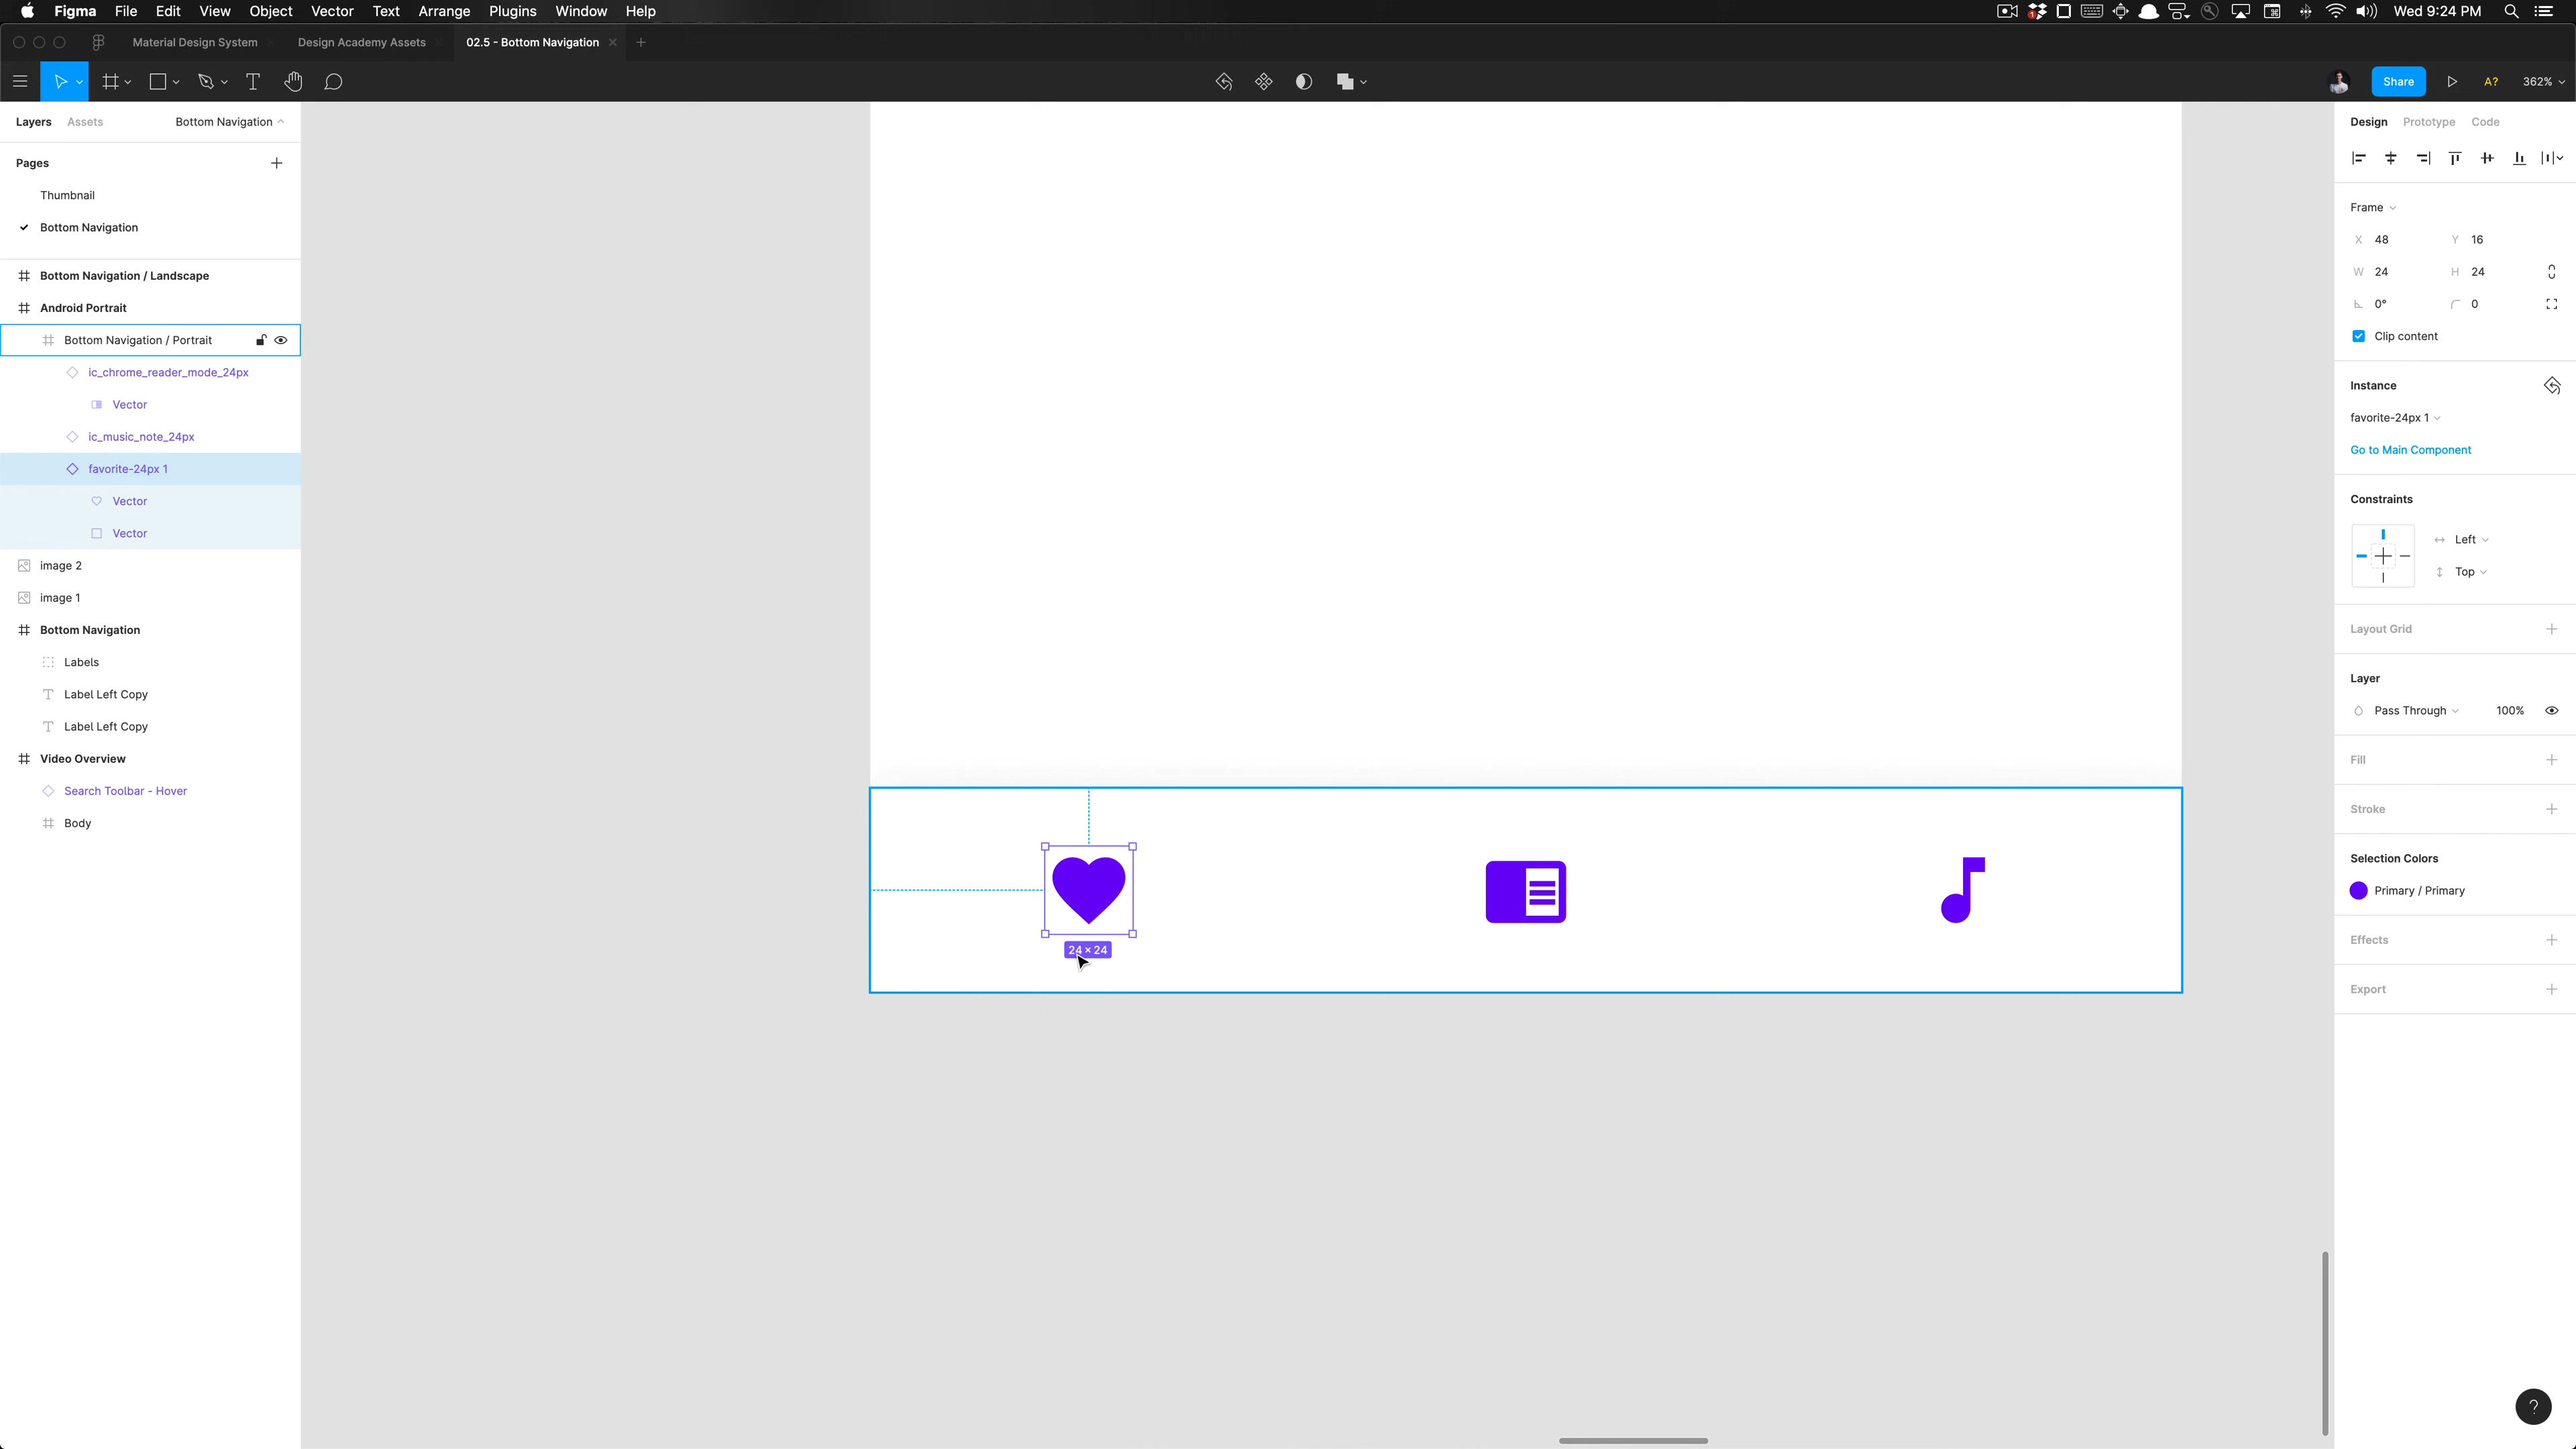 Figma File Edit View Object Vector Text Arrange Plugins Window Help
Wed 9:24 PM
Material Design System
Design Academy Assets
02.5 - Bottom Navigation
Share
A?
362%
Layers
Assets
Bottom Navigation
Pages
Thumbnail
Bottom Navigation
Bottom Navigation / Landscape
Android Portrait
Bottom Navigation / Portrait
ic_chrome_reader_mode_24px
Vector
ic_music_note_24px
favorite-24px 1
Vector
Vector
image 2
image 1
Bottom Navigation
Labels
Label Left Copy
Label Left Copy
Video Overview
Search Toolbar - Hover
Body
24 × 24
Design Prototype Code
Frame
X 48 Y 16
W 24 H 24
0° 0
Clip content
Instance
favorite-24px 1
Go to Main Component
Constraints
Left
Top
Layout Grid
Layer
Pass Through 100%
Fill
Stroke
Selection Colors
Primary / Primary
Effects
Export
?